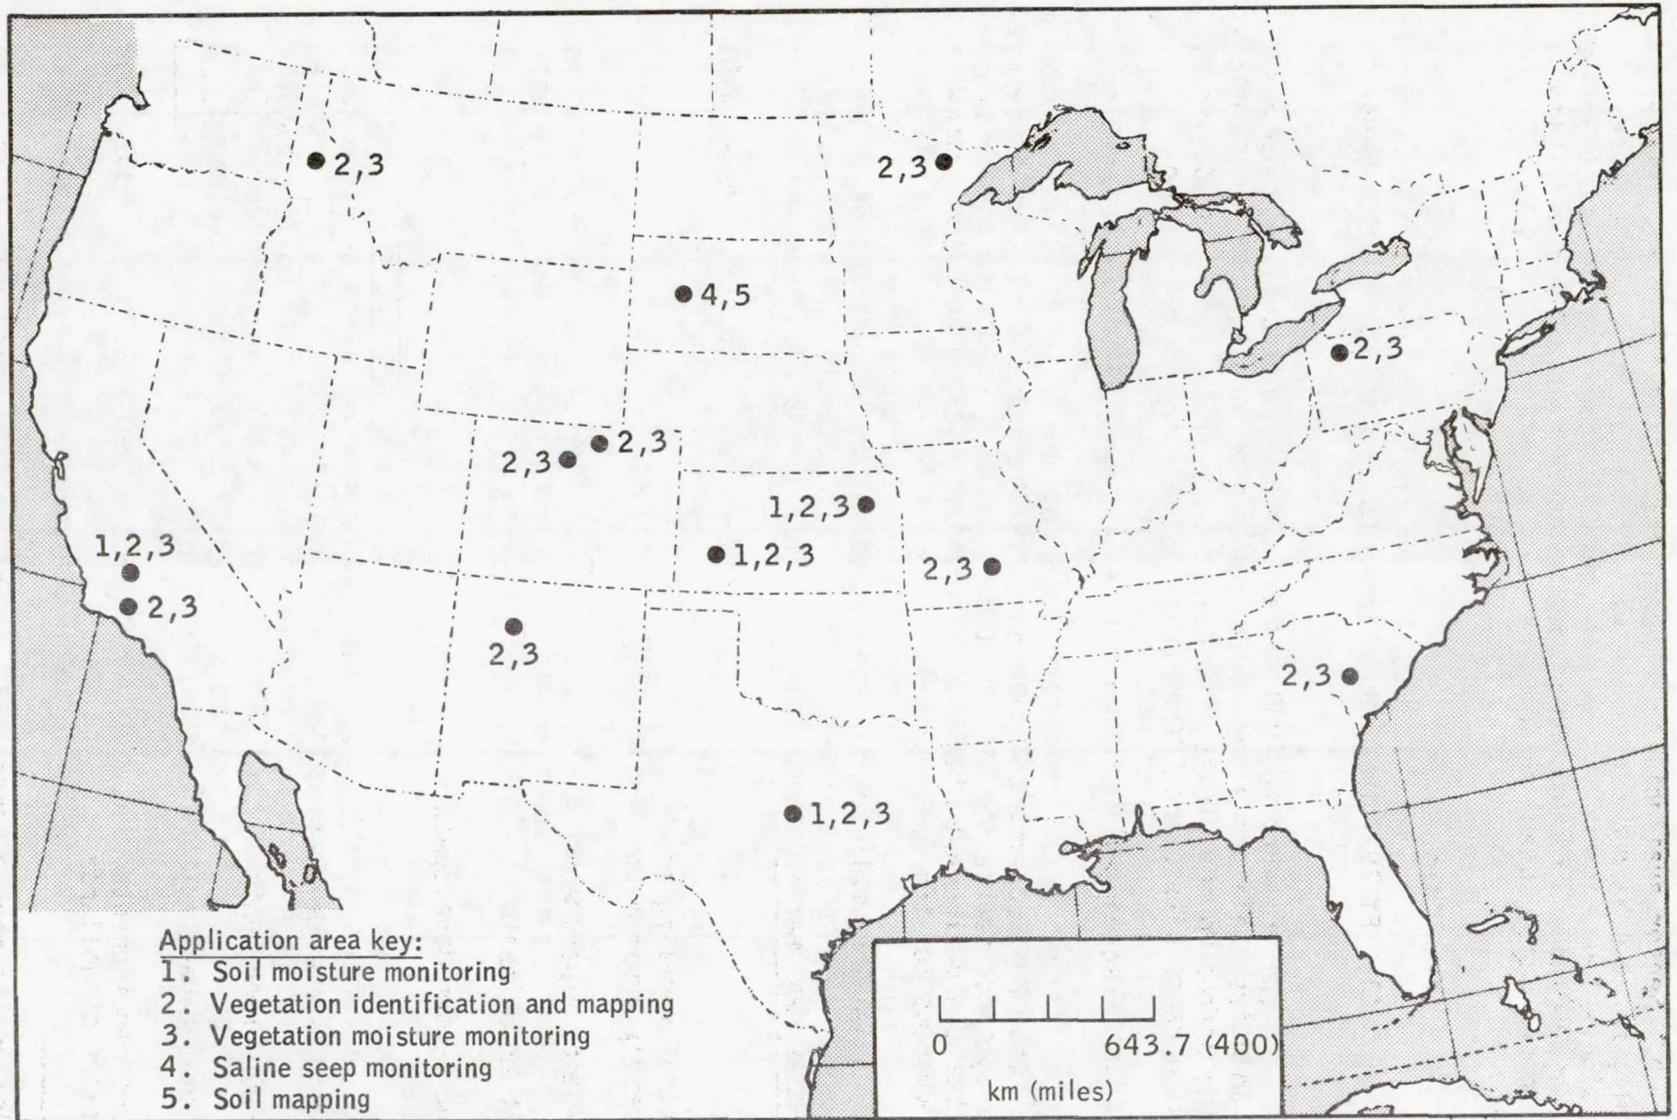 2,3
2,3
4,5
2,3
2,3
2,3
1,2,3
1,2,3
1,2,3
2,3
2,3
2,3
2,3
1,2,3
Application area key:
1. Soil moisture monitoring
2. Vegetation identification and mapping
3. Vegetation moisture monitoring
4. Saline seep monitoring
5. Soil mapping
0 643.7 (400)
km (miles)